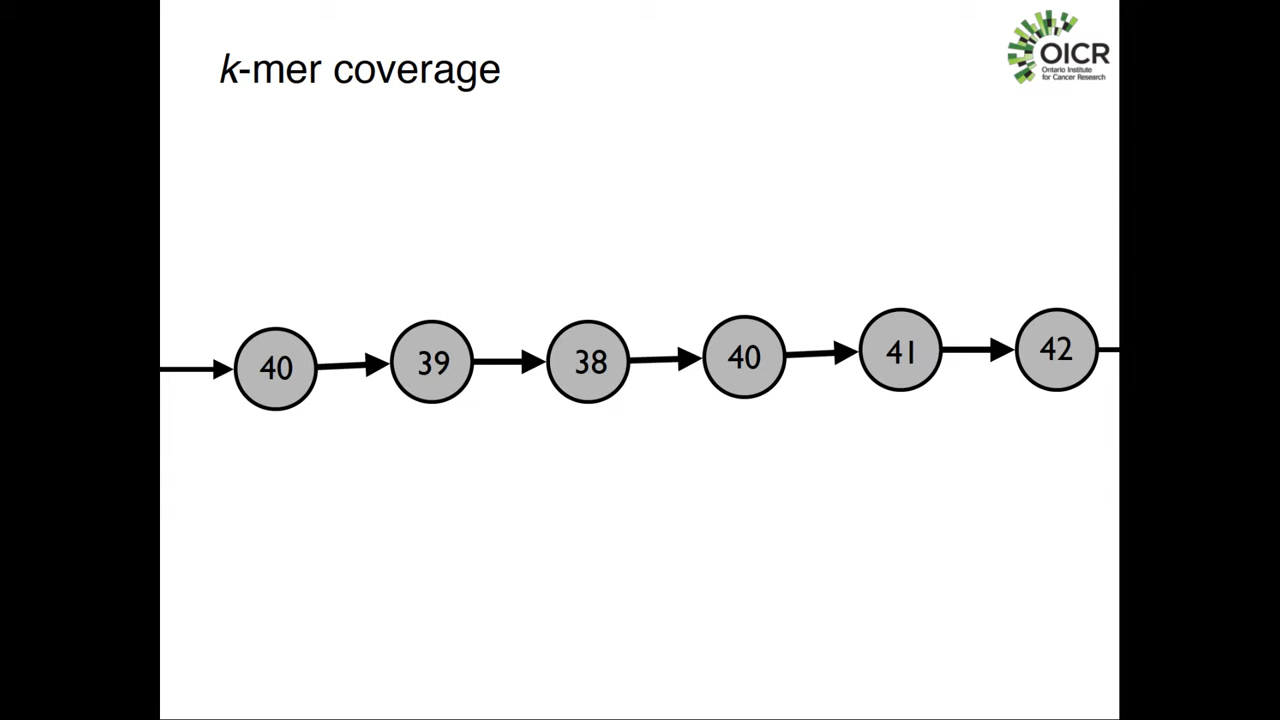 k-mer coverage
OICR
Ontario Institute
for Cancer Research
40 39 38 40 41 42